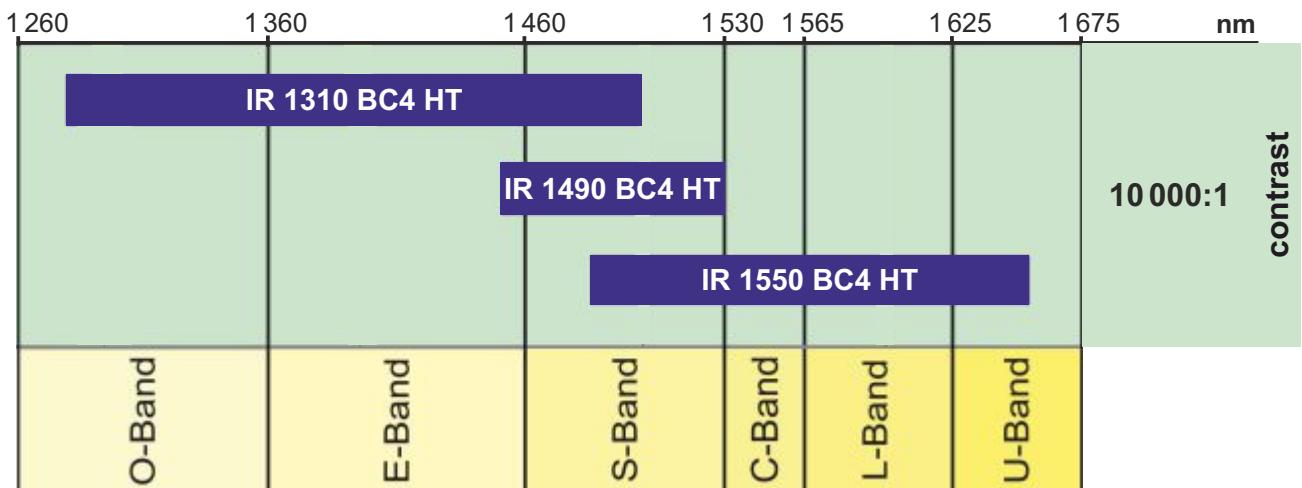 1 260 1 360 1 460 1 530 1 565 1 625 1 675 nm
IR 1310 BC4 HT
IR 1490 BC4 HT
IR 1550 BC4 HT
10 000:1
contrast
O-Band E-Band S-Band C-Band L-Band U-Band